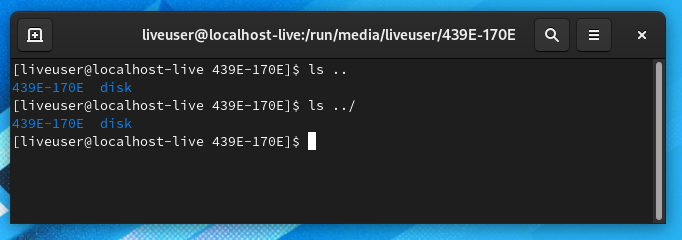 liveuser@localhost-live:/run/media/liveuser/439E-170E
[liveuser@localhost-live 439E-170E]$ ls ..
439E-170E  disk
[liveuser@localhost-live 439E-170E]$ ls ../
439E-170E  disk
[liveuser@localhost-live 439E-170E]$